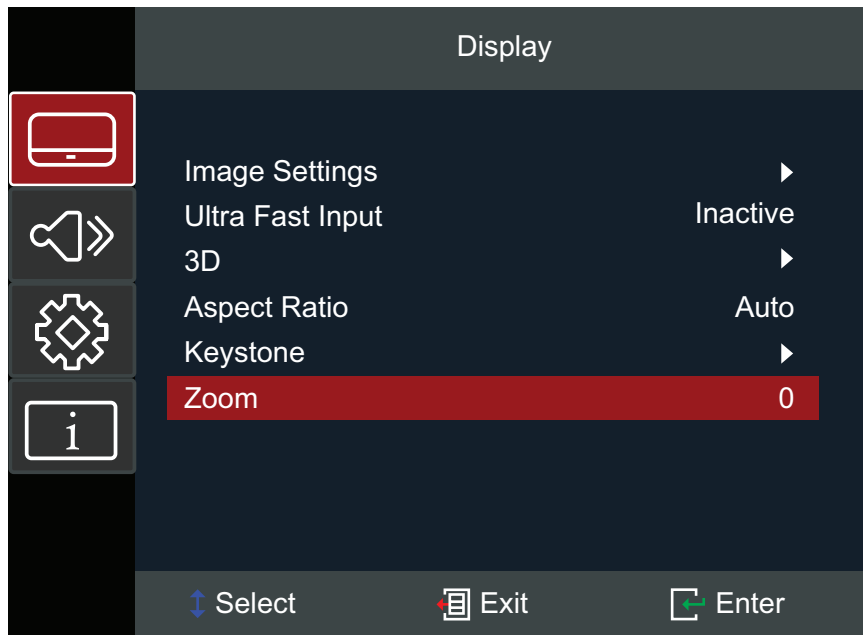 Display
Image Settings
Ultra Fast Input Inactive
3D
Aspect Ratio Auto
Keystone
Zoom 0
i
Select Exit Enter